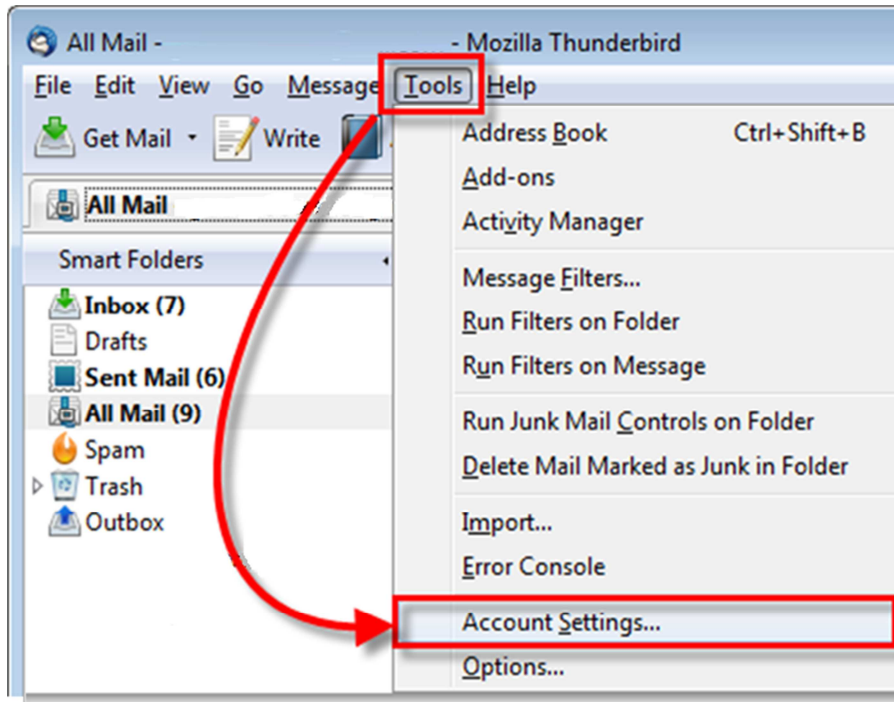 All Mail - - Mozilla Thunderbird
File Edit View Go Message Tools Help
Get Mail Write
All Mail
Smart Folders
Inbox (7)
Drafts
Sent Mail (6)
All Mail (9)
Spam
Trash
Outbox
Address Book Ctrl+Shift+B
Add-ons
Activity Manager
Message Filters...
Run Filters on Folder
Run Filters on Message
Run Junk Mail Controls on Folder
Delete Mail Marked as Junk in Folder
Import...
Error Console
Account Settings...
Options...